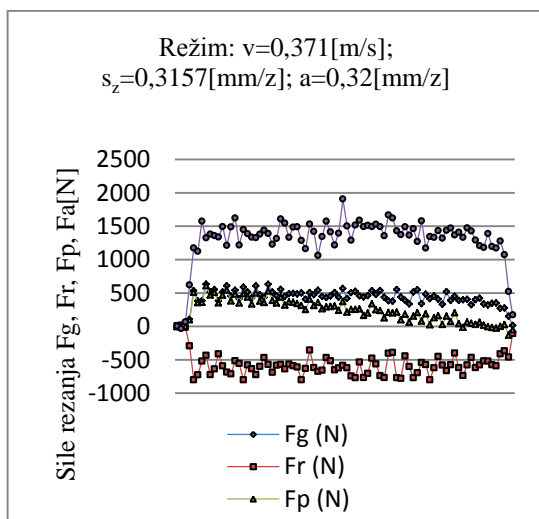 Režim: v=0,371[m/s];
s_z=0,3157[mm/z]; a=0,32[mm/z]
Sile rezanja Fg, Fr, Fp, Fa[N]
2500
2000
1500
1000
500
0
-500
-1000
Fg (N)
Fr (N)
Fp (N)